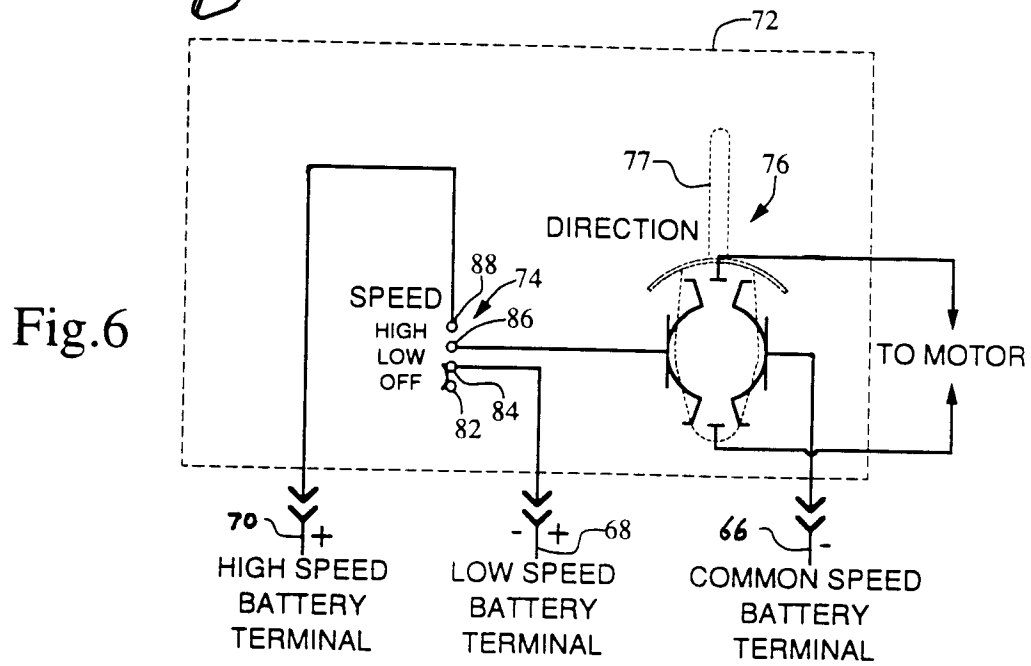 72
77
76
DIRECTION
88
74
SPEED
86
HIGH
LOW
OFF
84
82
Fig.6
TO MOTOR
70
+
- +
68
66
-
HIGH SPEED
BATTERY
TERMINAL
LOW SPEED
BATTERY
TERMINAL
COMMON SPEED
BATTERY
TERMINAL